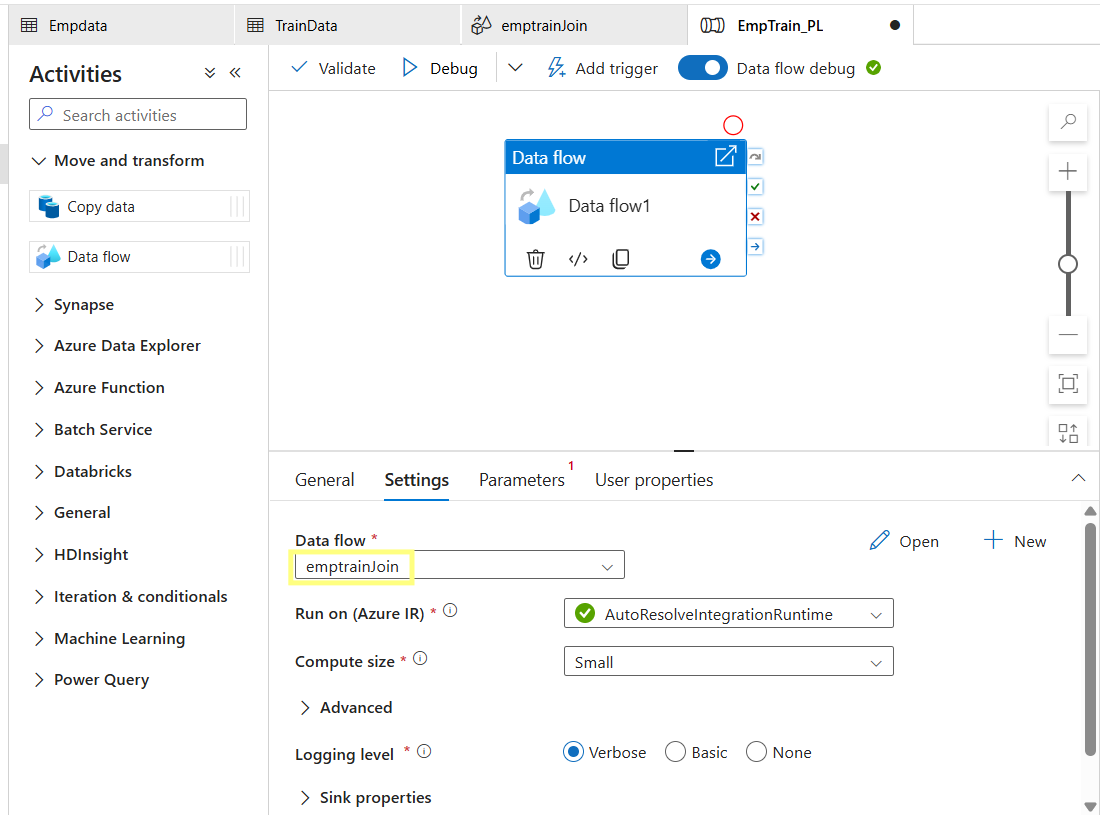 Empdata
TrainData
emptrainJoin
EmpTrain_PL
Activities
Validate
Debug
Add trigger
Data flow debug
Search activities
Move and transform
Copy data
Data flow
Synapse
Azure Data Explorer
Azure Function
Batch Service
Databricks
General
HDInsight
Iteration & conditionals
Machine Learning
Power Query
Data flow
Data flow1
General
Settings
Parameters 1
User properties
Data flow *
Open
New
emptrainJoin
Run on (Azure IR) *
AutoResolveIntegrationRuntime
Compute size *
Small
Advanced
Logging level *
Verbose
Basic
None
Sink properties